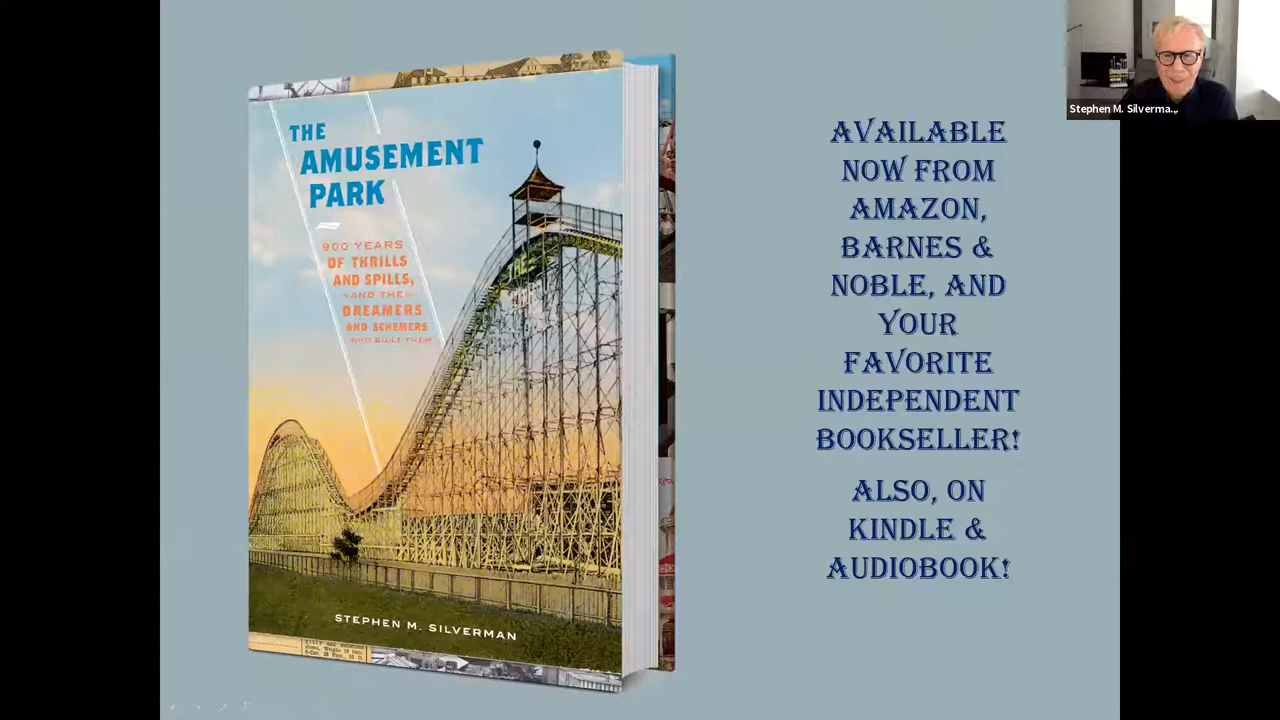 THE
AMUSEMENT
PARK
900 YEARS
OF THRILLS
AND SPILLS,
AND THE
DREAMERS
AND SCHEMERS
WHO BUILT THEM
STEPHEN M. SILVERMAN
AVAILABLE
NOW FROM
AMAZON,
BARNES &
NOBLE, AND
YOUR
FAVORITE
INDEPENDENT
BOOKSELLER!
ALSO, ON
KINDLE &
AUDIOBOOK!
Stephen M. Silverma...